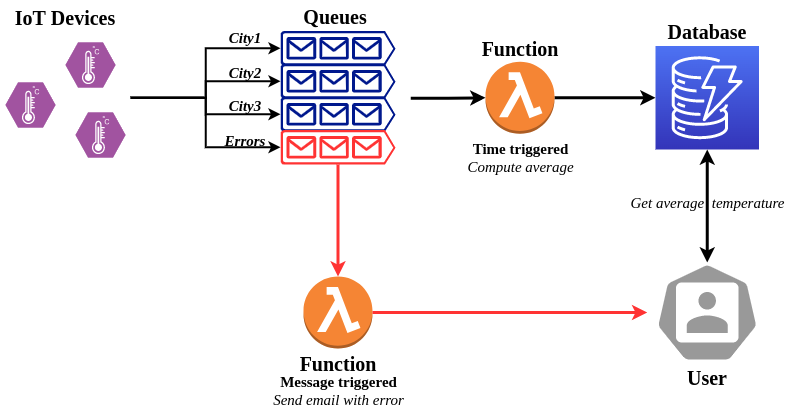 IoT Devices
°C
°C
°C
City1
City2
City3
Errors
Queues
Function
Time triggered
Compute average
Database
Get average temperature
User
Function
Message triggered
Send email with error